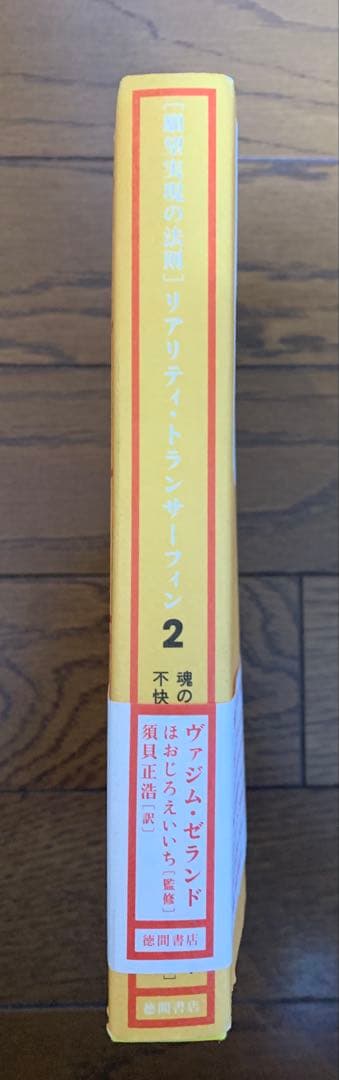 [願望実現の法則]リアリティ・トランサーフィン2
魂の
不快
ヴァジム・ゼランド
ほおじろえいいち[監修]
須貝正浩[訳]
徳間書店
徳間書店